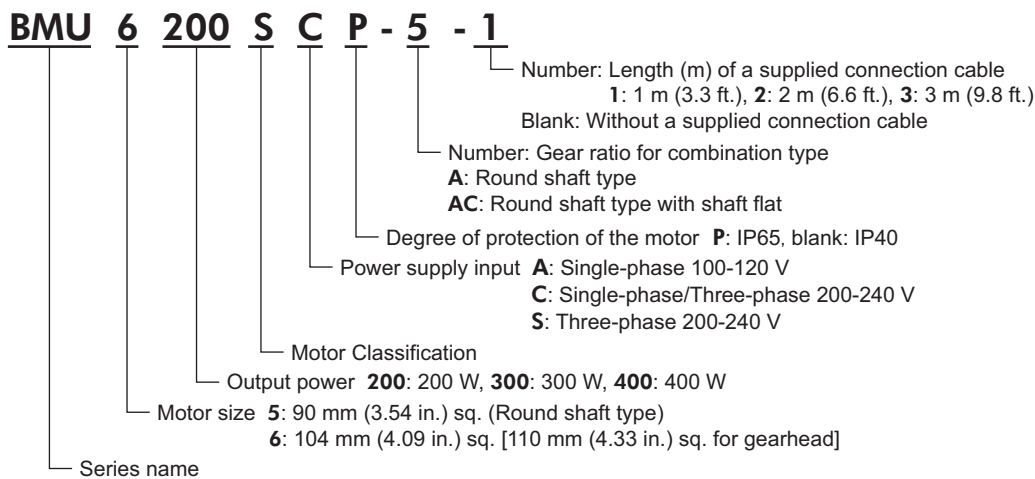 BMU 6 200 S C P - 5 - 1
Number: Length (m) of a supplied connection cable
1: 1 m (3.3 ft.), 2: 2 m (6.6 ft.), 3: 3 m (9.8 ft.)
Blank: Without a supplied connection cable
Number: Gear ratio for combination type
A: Round shaft type
AC: Round shaft type with shaft flat
Degree of protection of the motor P: IP65, blank: IP40
Power supply input A: Single-phase 100-120 V
C: Single-phase/Three-phase 200-240 V
S: Three-phase 200-240 V
Motor Classification
Output power 200: 200 W, 300: 300 W, 400: 400 W
Motor size 5: 90 mm (3.54 in.) sq. (Round shaft type)
6: 104 mm (4.09 in.) sq. [110 mm (4.33 in.) sq. for gearhead]
Series name